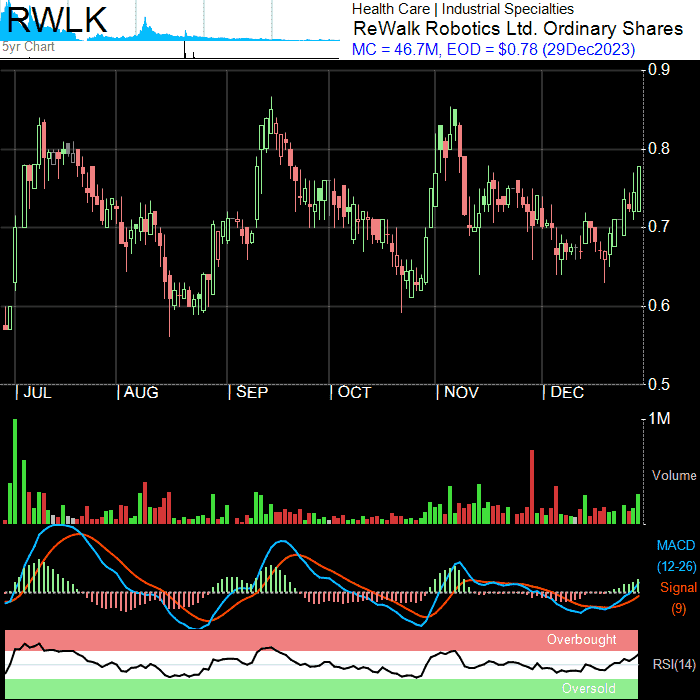 RWLK
5yr Chart
Health Care | Industrial Specialties
ReWalk Robotics Ltd. Ordinary Shares
MC = 46.7M, EOD = $0.78 (29Dec2023)
0.9
0.8
0.7
0.6
0.5
| JUL | AUG | SEP | OCT | NOV | DEC
1M
Volume
MACD
(12-26)
Signal
(9)
Overbought
RSI(14)
Oversold